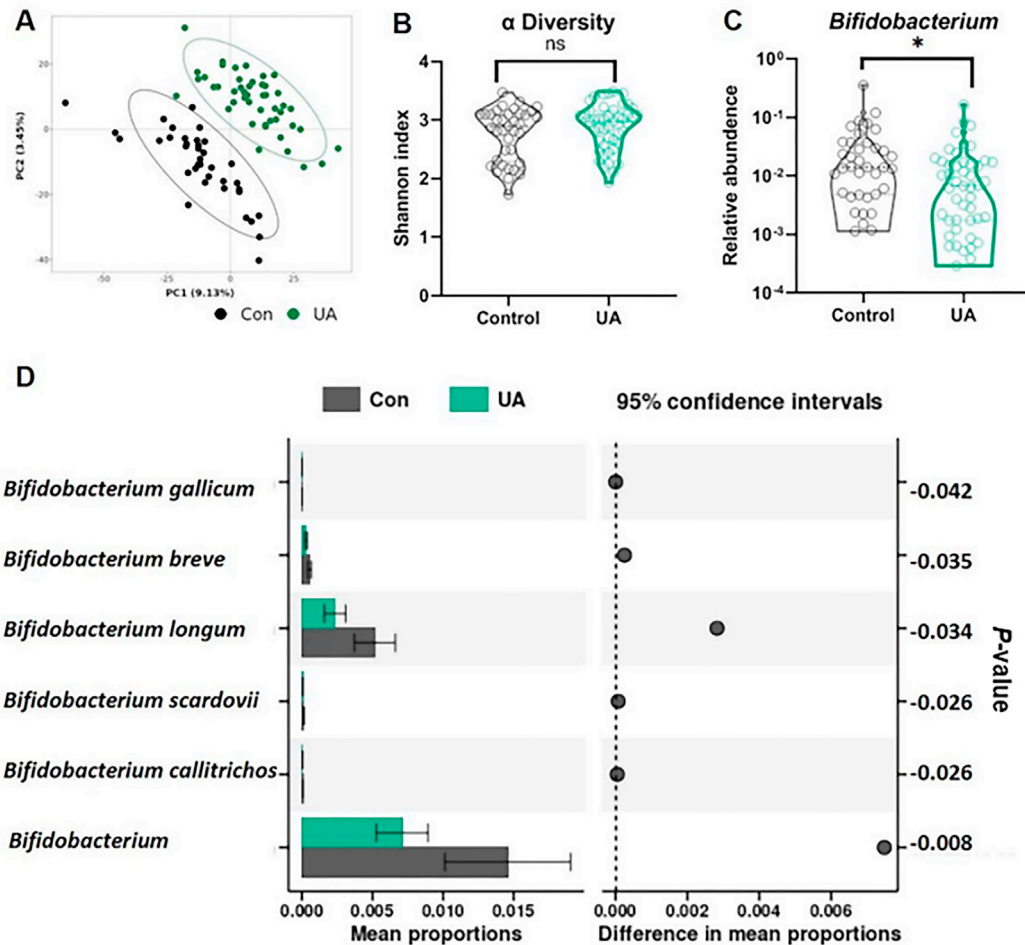 A
PC2 (3.45%)
20
0
-20
-40
-50
-25
0
25
PC1 (9.13%)
Con
UA
B
α Diversity
ns
Shannon index
4
3
2
1
0
Control
UA
C
Bifidobacterium
*
Relative abundance
10⁰
10⁻¹
10⁻²
10⁻³
10⁻⁴
Control
UA
D
Con
UA
95% confidence intervals
Bifidobacterium gallicum
-0.042
Bifidobacterium breve
-0.035
Bifidobacterium longum
-0.034
Bifidobacterium scardovii
-0.026
Bifidobacterium callitrichos
-0.026
Bifidobacterium
-0.008
P-value
0.000
0.005
0.010
0.015
Mean proportions
0.000
0.002
0.004
0.006
Difference in mean proportions